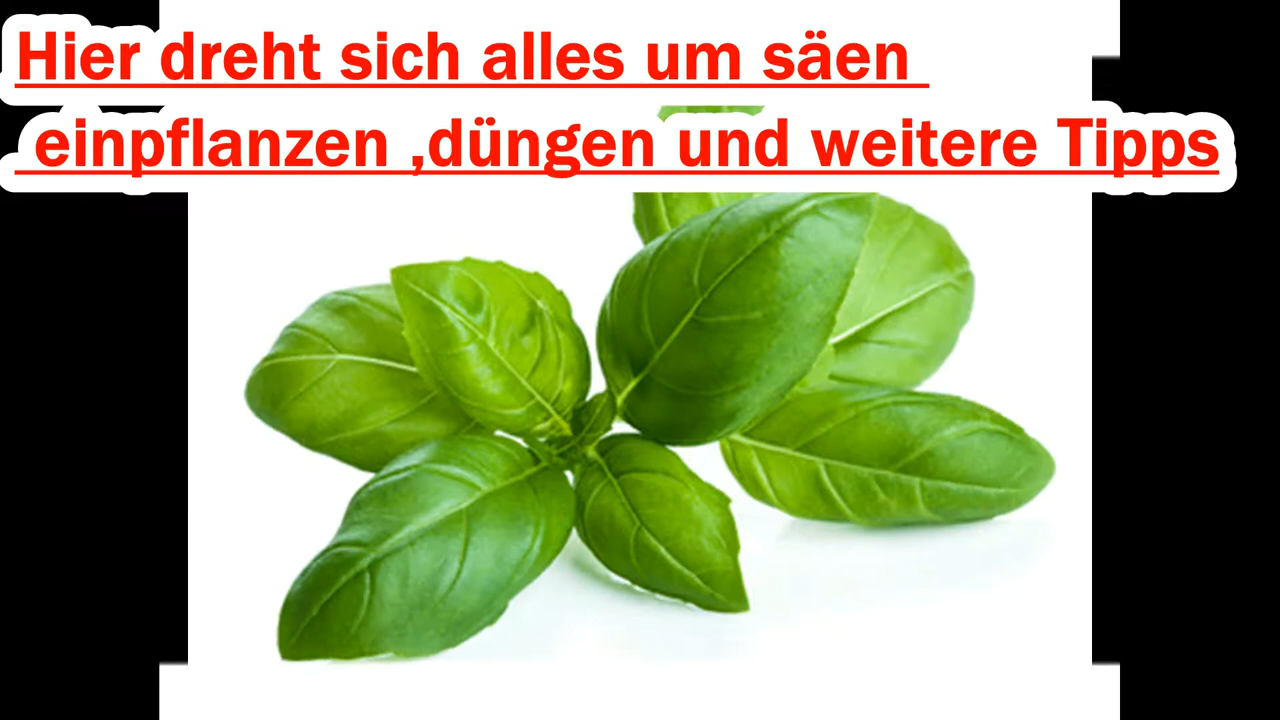 Hier dreht sich alles um säen
einpflanzen ,düngen und weitere Tipps